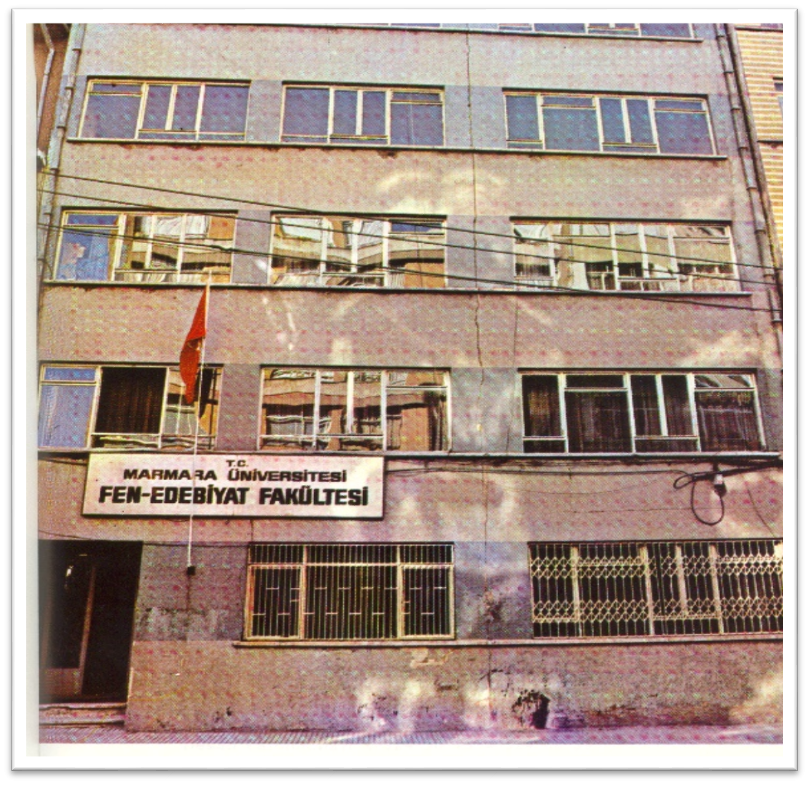 T.C.
MARMARA ÜNİVERSİTESİ
FEN-EDEBİYAT FAKÜLTESİ